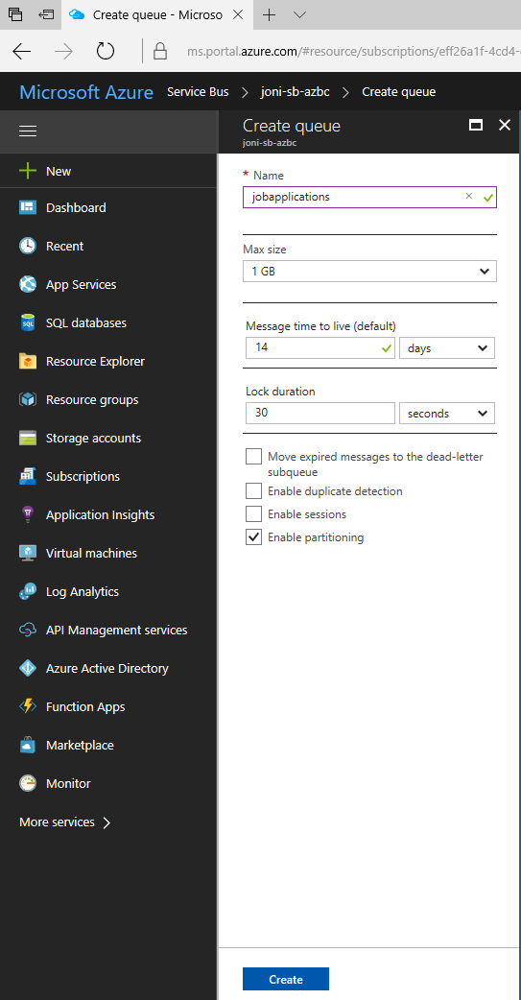 Create queue - Microso
ms.portal.azure.com/#resource/subscriptions/eff26a1f-4cd4-
Microsoft Azure Service Bus > joni-sb-azbc > Create queue
Create queue
joni-sb-azbc
New
Dashboard
Recent
App Services
SQL databases
Resource Explorer
Resource groups
Storage accounts
Subscriptions
Application Insights
Virtual machines
Log Analytics
API Management services
Azure Active Directory
Function Apps
Marketplace
Monitor
More services >
* Name
jobapplications
Max size
1 GB
Message time to live (default)
14 days
Lock duration
30 seconds
Move expired messages to the dead-letter
subqueue
Enable duplicate detection
Enable sessions
Enable partitioning
Create